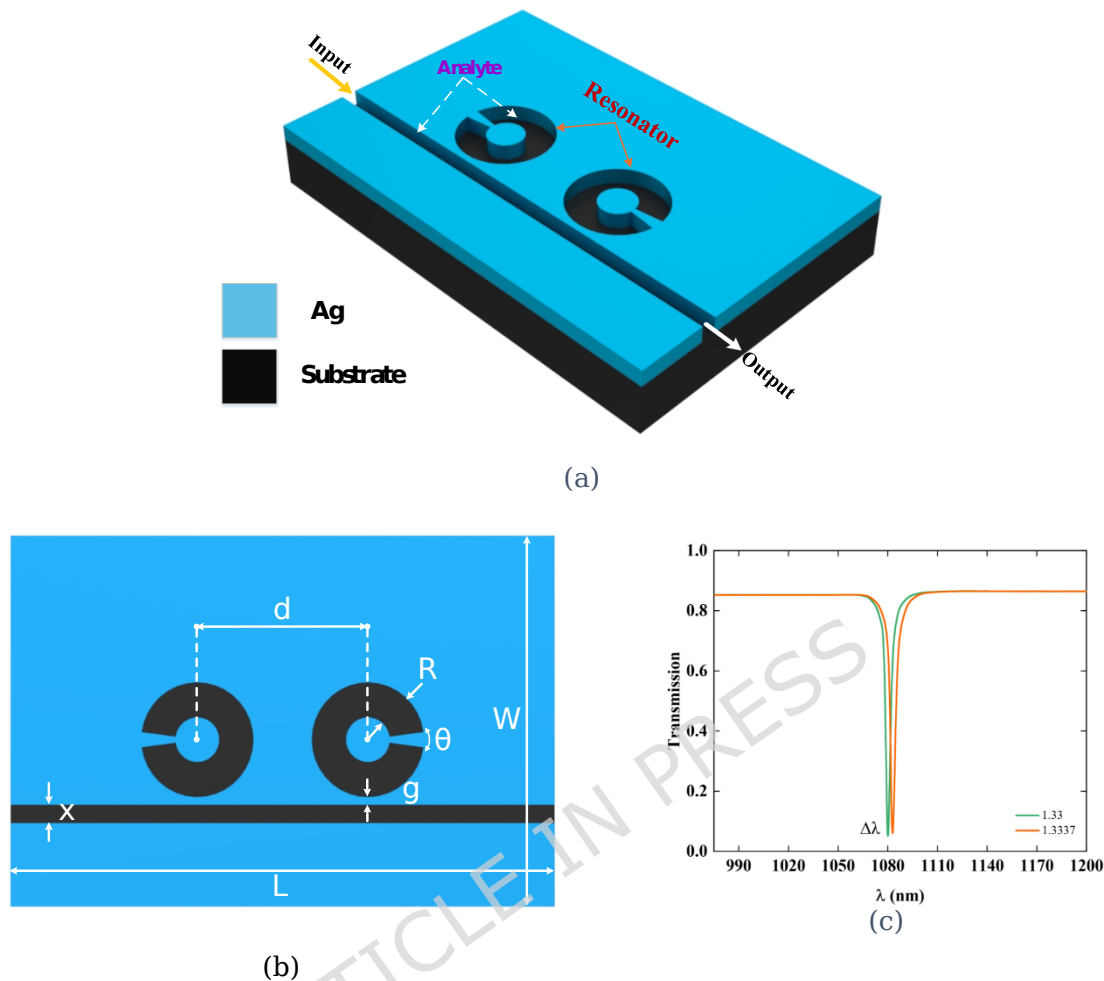 Input
Analyte
Resonator
Ag
Substrate
Output
(a)
d
R
W
θ
g
x
L
(b)
1.0
0.8
0.6
0.4
0.2
0.0
Transmission
Δλ
1.33
1.3337
990 1020 1050 1080 1110 1140 1170 1200
λ (nm)
(c)
TICLE IN PRESS